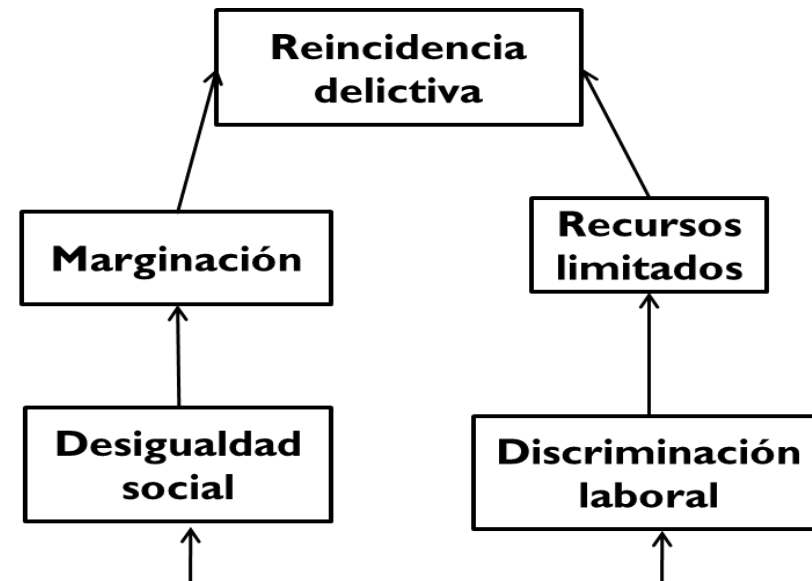 Reincidencia
delictiva
Marginación
Recursos
limitados
Desigualdad
social
Discriminación
laboral